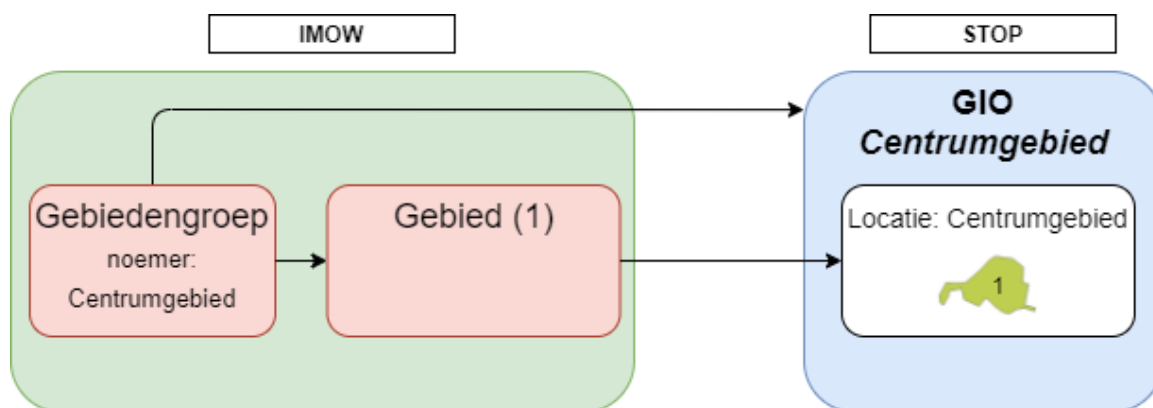 IMOW
STOP
GIO
Centrumgebied
Gebiedengroep
noemer:
Centrumgebied
Gebied (1)
Locatie: Centrumgebied
1